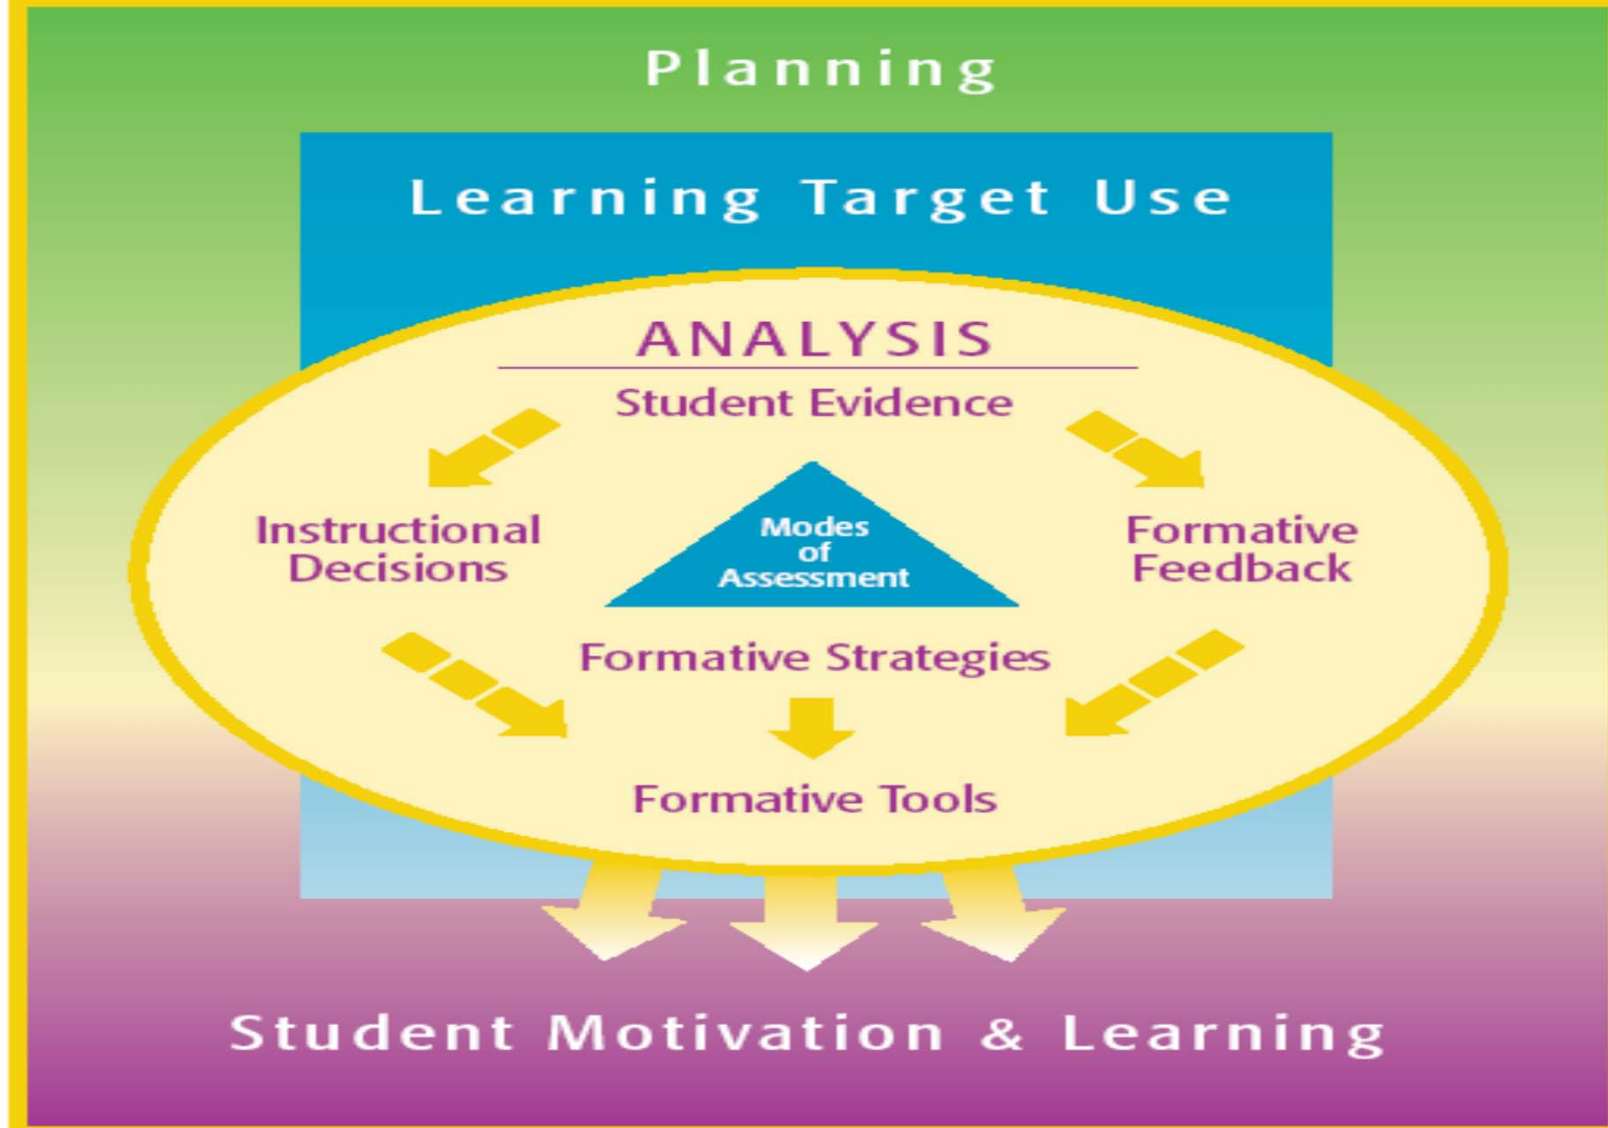 Planning
Learning Target Use
ANALYSIS
Student Evidence
Instructional
Decisions
Modes
of
Assessment
Formative
Feedback
Formative Strategies
Formative Tools
Student Motivation & Learning